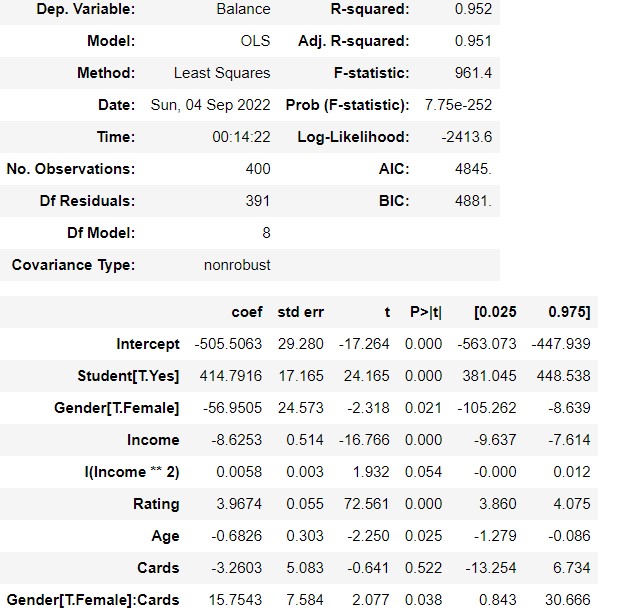 Dep. Variable: Balance R-squared: 0.952
Model: OLS Adj. R-squared: 0.951
Method: Least Squares F-statistic: 961.4
Date: Sun, 04 Sep 2022 Prob (F-statistic): 7.75e-252
Time: 00:14:22 Log-Likelihood: -2413.6
No. Observations: 400 AIC: 4845.
Df Residuals: 391 BIC: 4881.
Df Model: 8
Covariance Type: nonrobust
coef std err t P>|t| [0.025 0.975]
Intercept -505.5063 29.280 -17.264 0.000 -563.073 -447.939
Student[T.Yes] 414.7916 17.165 24.165 0.000 381.045 448.538
Gender[T.Female] -56.9505 24.573 -2.318 0.021 -105.262 -8.639
Income -8.6253 0.514 -16.766 0.000 -9.637 -7.614
I(Income ** 2) 0.0058 0.003 1.932 0.054 -0.000 0.012
Rating 3.9674 0.055 72.561 0.000 3.860 4.075
Age -0.6826 0.303 -2.250 0.025 -1.279 -0.086
Cards -3.2603 5.083 -0.641 0.522 -13.254 6.734
Gender[T.Female]:Cards 15.7543 7.584 2.077 0.038 0.843 30.666